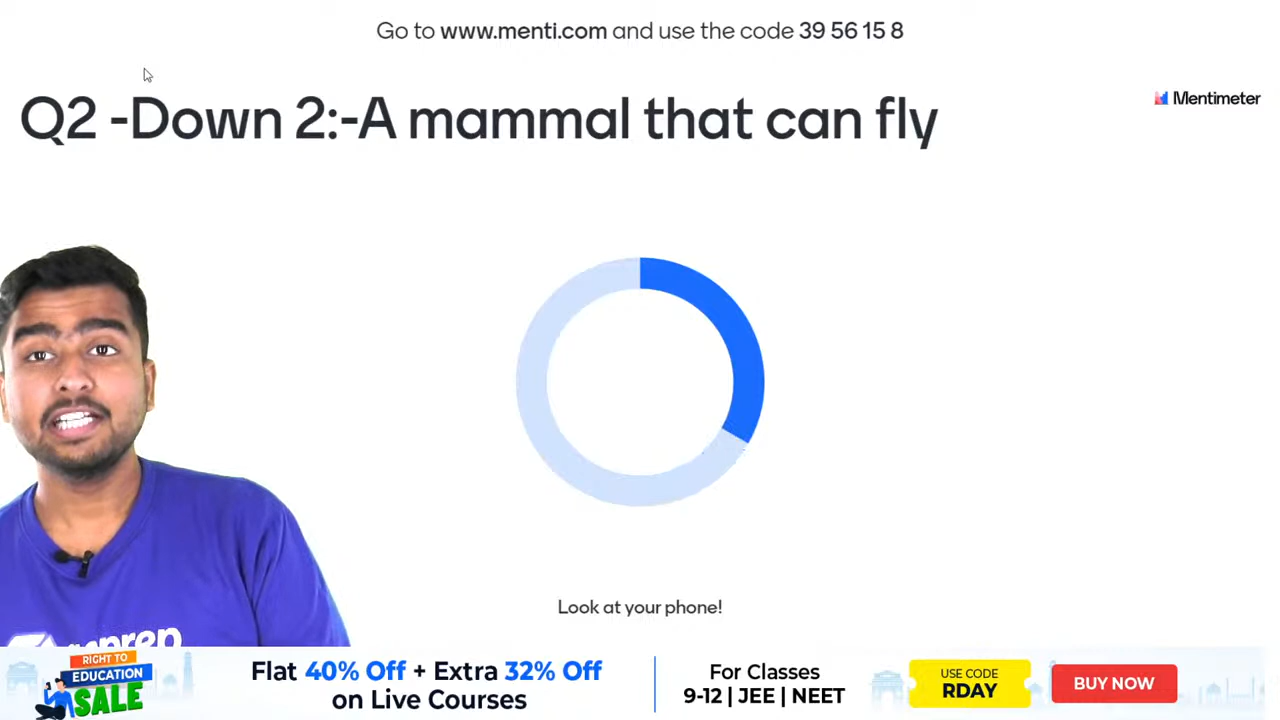 Go to www.menti.com and use the code 39 56 15 8
Mentimeter
Q2 -Down 2:-A mammal that can fly
Look at your phone!
RIGHT TO
EDUCATION
SALE
Flat 40% Off + Extra 32% Off
on Live Courses
For Classes
9-12 | JEE | NEET
USE CODE
RDAY
BUY NOW